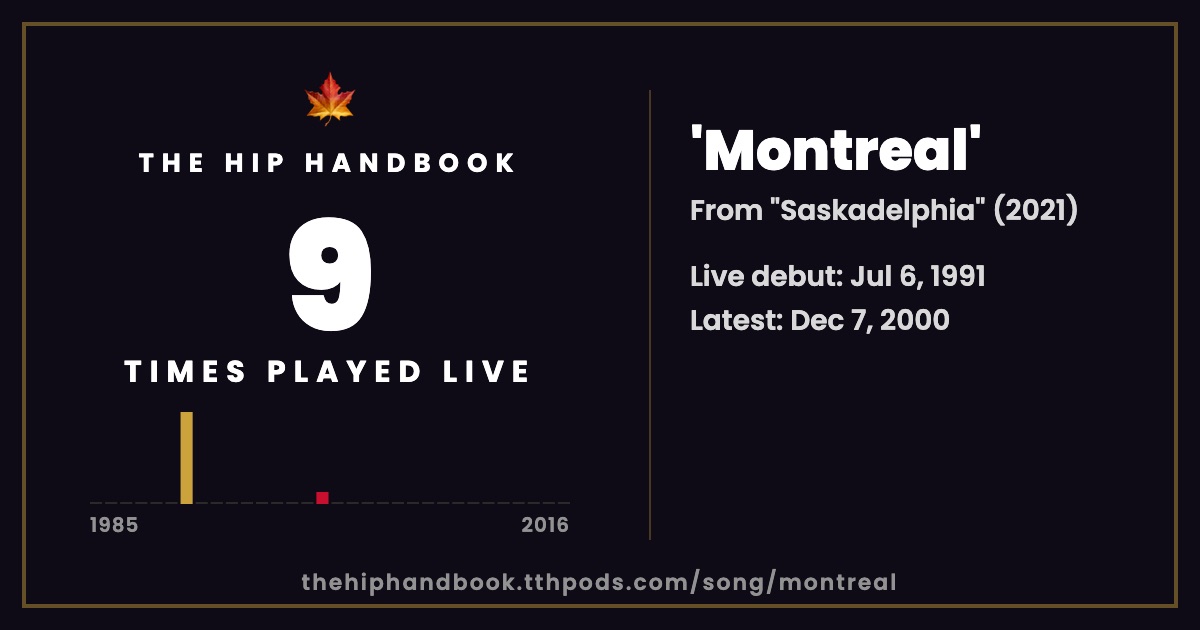 THE HIP HANDBOOK
9
TIMES PLAYED LIVE
1985
2016
'Montreal'
From "Saskadelphia" (2021)
Live debut: Jul 6, 1991
Latest: Dec 7, 2000
thehiphandbook.tthpods.com/song/montreal